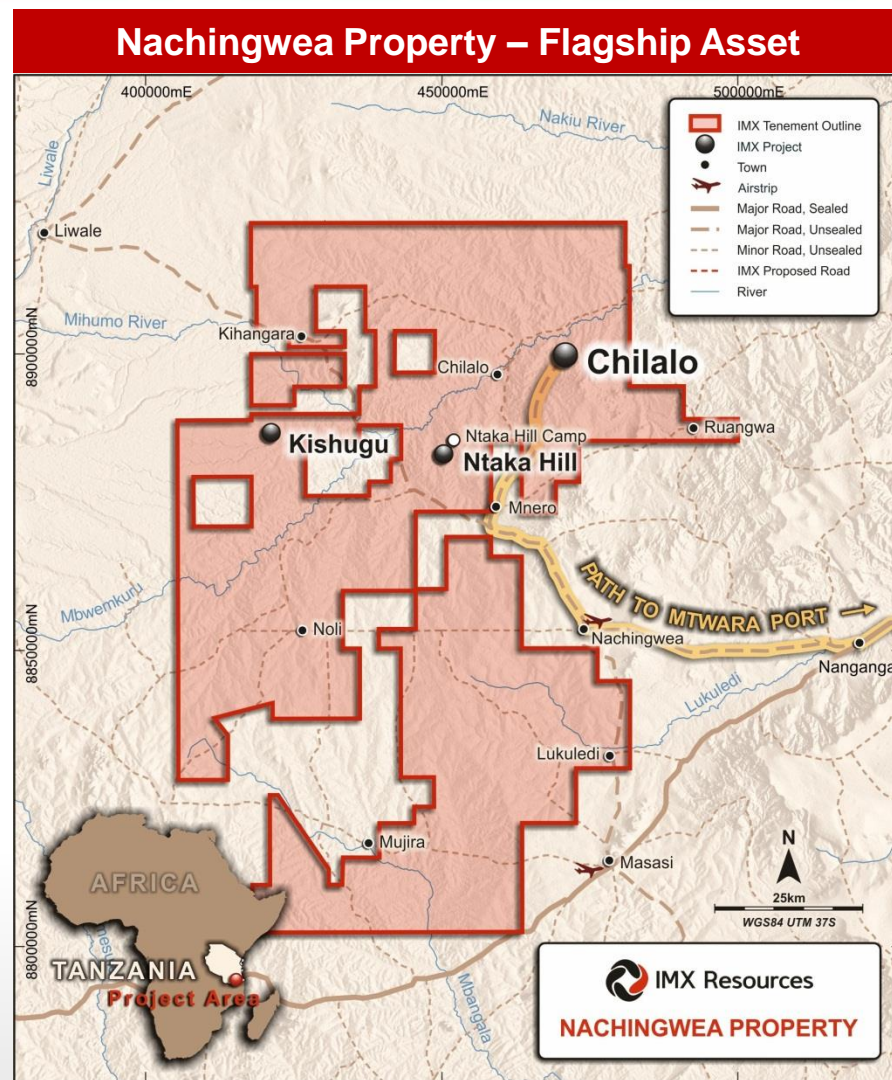 Nachingwea Property – Flagship Asset
400000mE
450000mE
500000mE
Nakiu River
IMX Tenement Outline
IMX Project
Town
Airstrip
Major Road, Sealed
Major Road, Unsealed
Minor Road, Unsealed
IMX Proposed Road
River
Liwale
Liwale
Mihumo River
Kihangara
8900000mN
Chilalo
Chilalo
Kishugu
Ntaka Hill Camp
Ntaka Hill
Ruangwa
Mnero
PATH TO MTWARA PORT →
Mbwemkuru
Noli
Nachingwea
8850000mN
Nanganga
Lukuledi
Lukuledi
Mujira
Masasi
N
25km
WGS84 UTM 37S
AFRICA
8800000mN
TANZANIA
Project Area
Mbangala
IMX Resources
NACHINGWEA PROPERTY